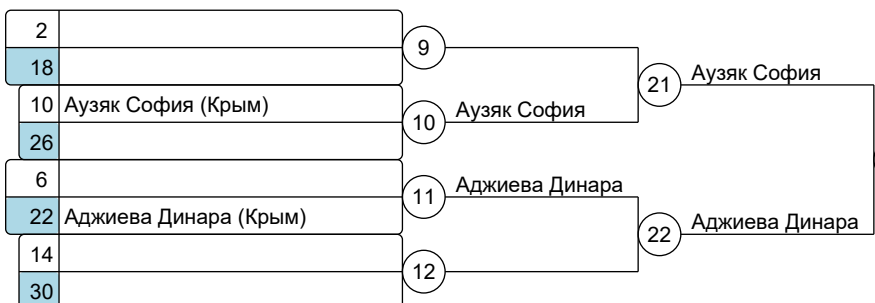 2
9
18
21 Аузяк София
10 Аузяк София (Крым)
10 Аузяк София
26
6
11 Аджиева Динара
22 Аджиева Динара (Крым)
22 Аджиева Динара
14
12
30